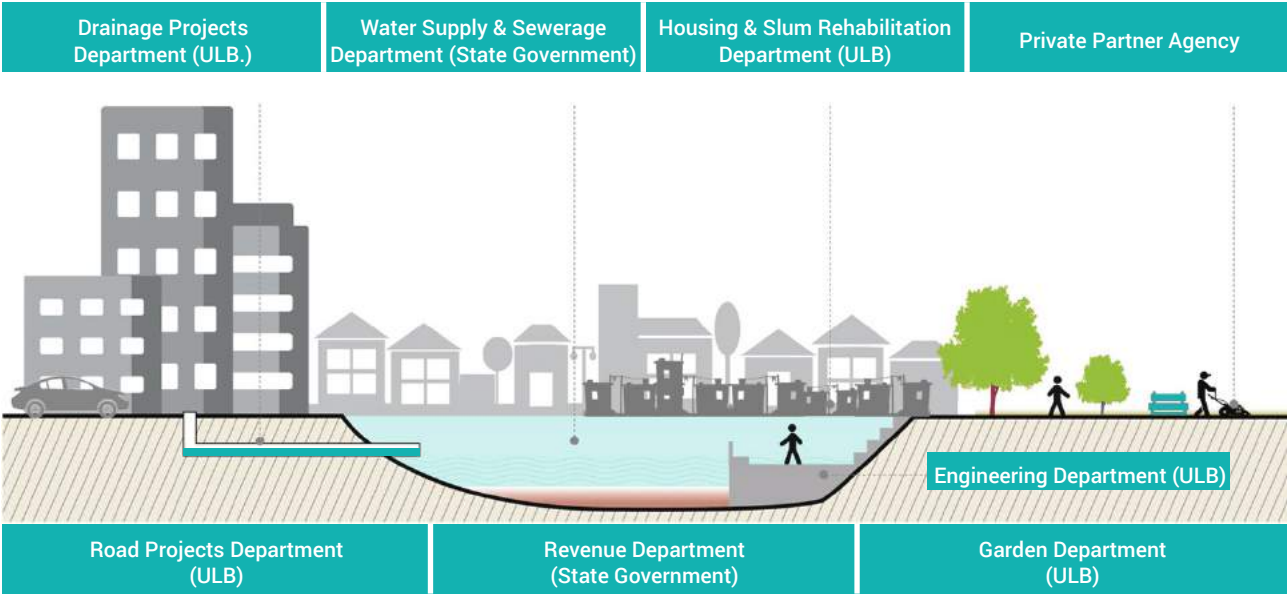 Drainage Projects
Department (ULB.)
Water Supply & Sewerage
Department (State Government)
Housing & Slum Rehabilitation
Department (ULB)
Private Partner Agency
Engineering Department (ULB)
Road Projects Department
(ULB)
Revenue Department
(State Government)
Garden Department
(ULB)